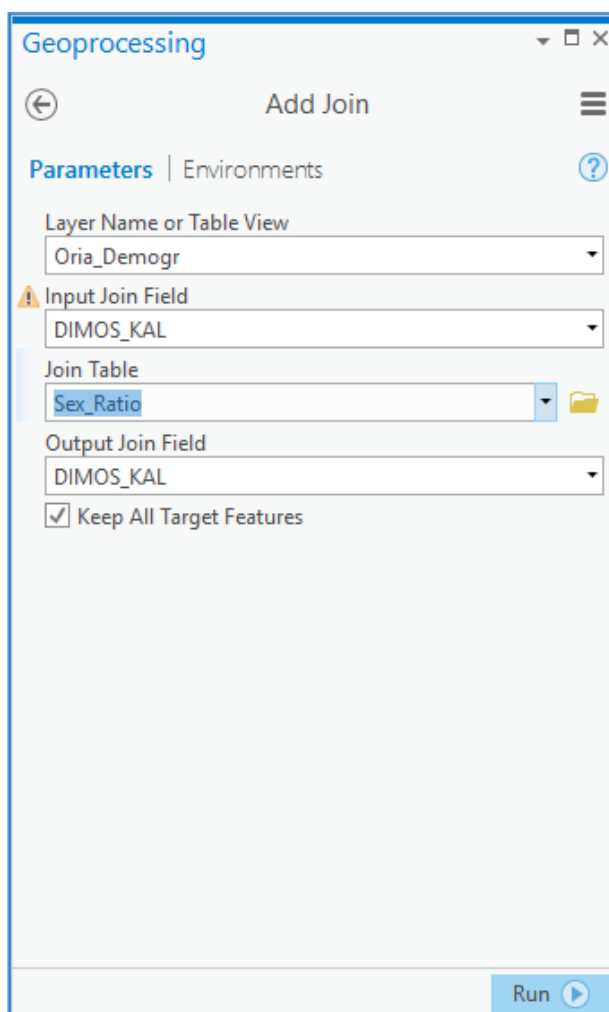 Geoprocessing
Add Join
Parameters | Environments
Layer Name or Table View
Oria_Demogr
Input Join Field
DIMOS_KAL
Join Table
Sex_Ratio
Output Join Field
DIMOS_KAL
Keep All Target Features
Run